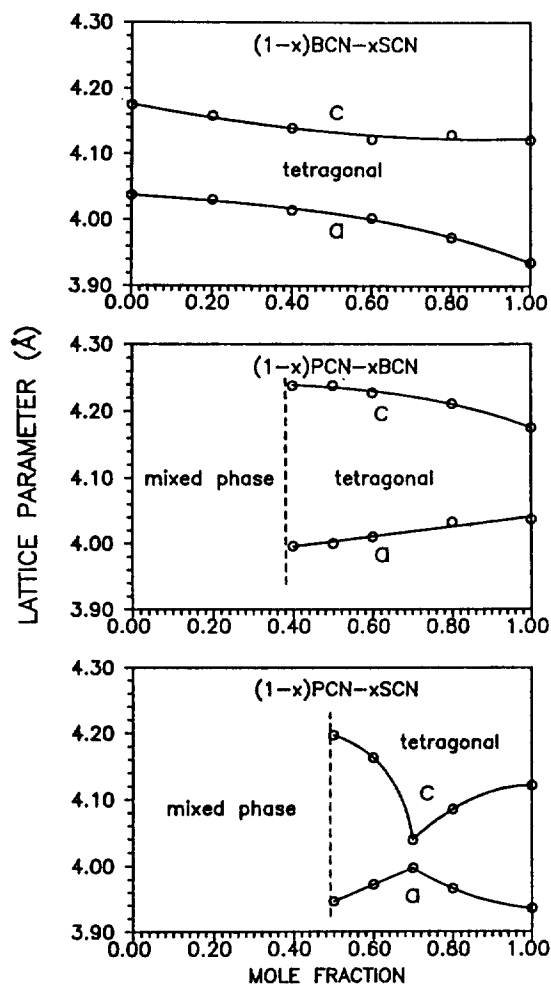 4.30
(1-x)BCN-xSCN
4.20
c
4.10
tetragonal
4.00
a
3.90
0.00 0.20 0.40 0.60 0.80 1.00
4.30
(1-x)PCN-xBCN
c
4.20
mixed phase tetragonal
4.10
4.00
a
3.90
0.00 0.20 0.40 0.60 0.80 1.00
LATTICE PARAMETER (Å)
4.30
(1-x)PCN-xSCN
tetragonal
4.20
mixed phase
c
4.10
4.00
a
3.90
0.00 0.20 0.40 0.60 0.80 1.00
MOLE FRACTION